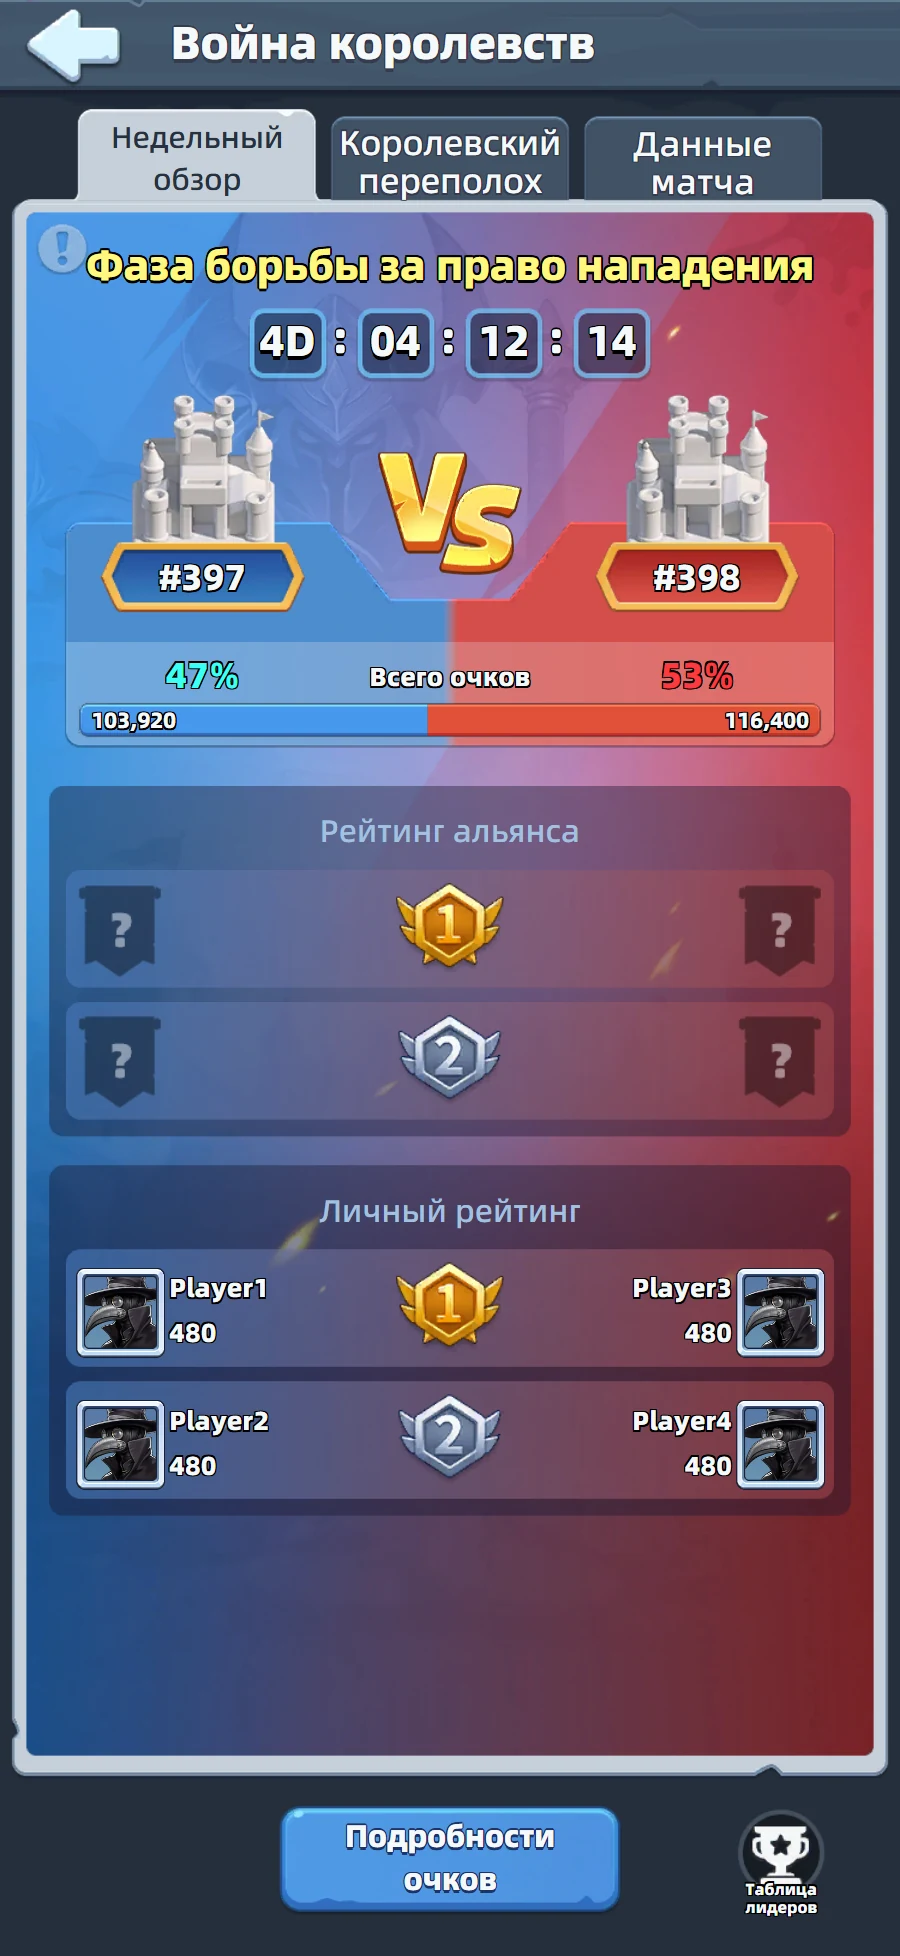 Война королевств
Недельный
обзор
Королевский
переполох
Данные
матча
Фаза борьбы за право нападения
4D : 04 : 12 : 14
VS
#397
#398
47% Всего очков 53%
103,920 116,400
Рейтинг альянса
? 1 ?
? 2 ?
Личный рейтинг
Player1 1 Player3
480 480
Player2 2 Player4
480 480
Подробности
очков
Таблица
лидеров